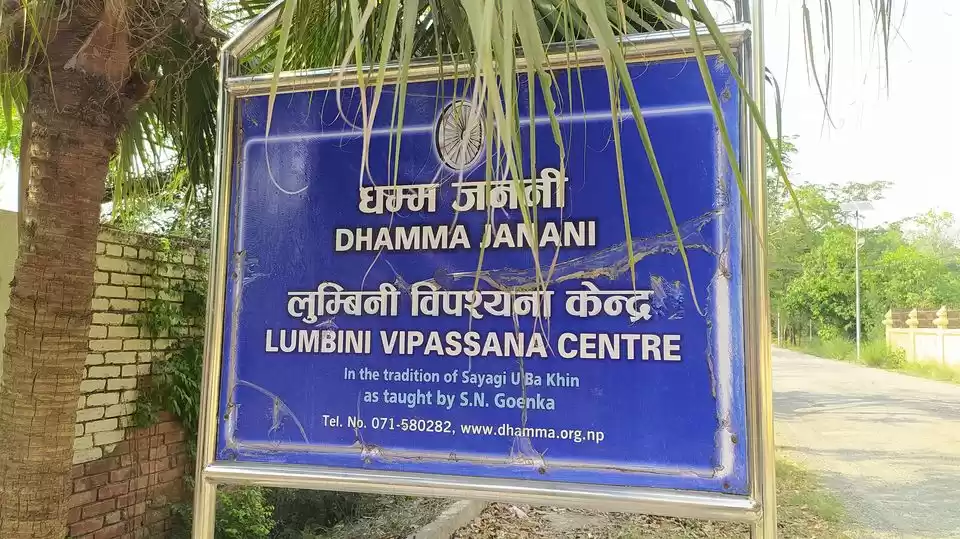 धम्म जननी
DHAMMA JANANI
लुम्बिनी विपश्यना केन्द्र
LUMBINI VIPASSANA CENTRE
In the tradition of Sayagi U Ba Khin
as taught by S.N. Goenka
Tel. No. 071-580282, www.dhamma.org.np